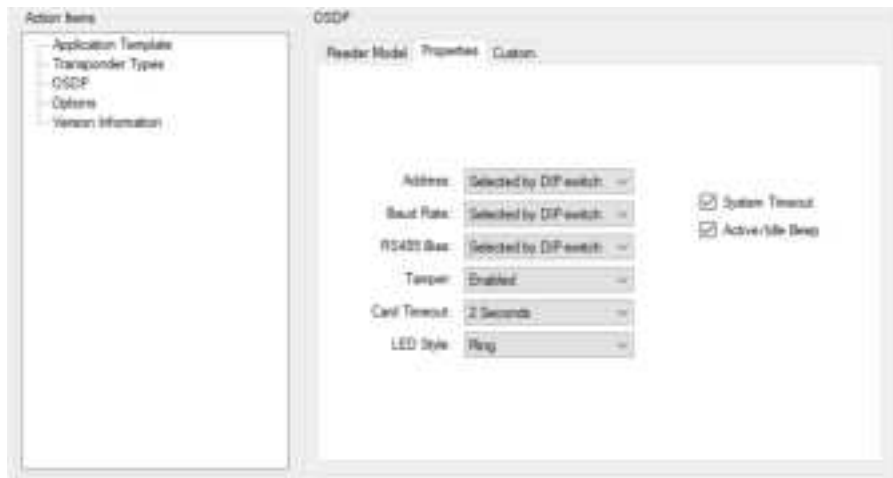 Action Items
Application Template
Transponder Types
OSDP
Options
Version Information
OSDP
Reader Model Properties Custom
Address: Selected by DIP switch
Baud Rate: Selected by DIP switch
RS485 Bias: Selected by DIP switch
Tamper: Enabled
Card Timeout: 2 Seconds
LED Style: Ring
System Timeout
Active/Idle Beep